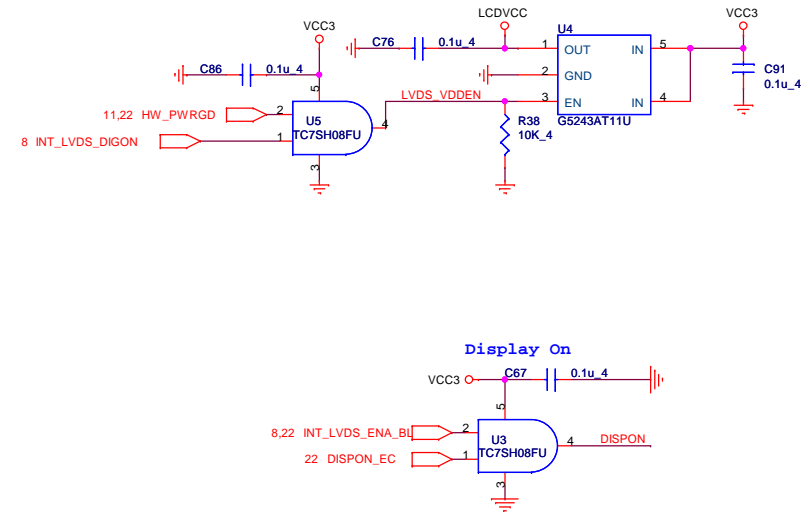 VCC3
LCDVCC
VCC3
U4
C86 0.1u_4
C76 0.1u_4
1 OUT IN 5
2 GND
3 EN IN 4
G5243AT11U
C91
0.1u_4
5
11,22 HW_PWRGD 2
U5
TC7SH08FU
4
LVDS_VDDEN
8 INT_LVDS_DIGON 1
3
R38
10K_4
Display On
VCC3
C67 0.1u_4
5
8,22 INT_LVDS_ENA_BL 2
U3
TC7SH08FU
4 DISPON
22 DISPON_EC 1
3